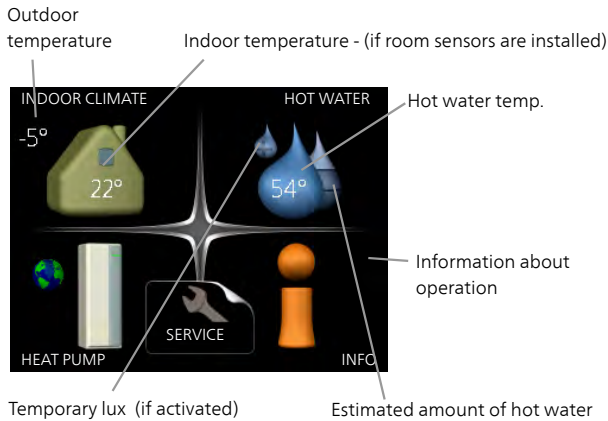 Outdoor
temperature
Indoor temperature - (if room sensors are installed)
INDOOR CLIMATE
HOT WATER
Hot water temp.
-5°
22°
54°
Information about
operation
SERVICE
HEAT PUMP
INFO
Temporary lux (if activated)
Estimated amount of hot water